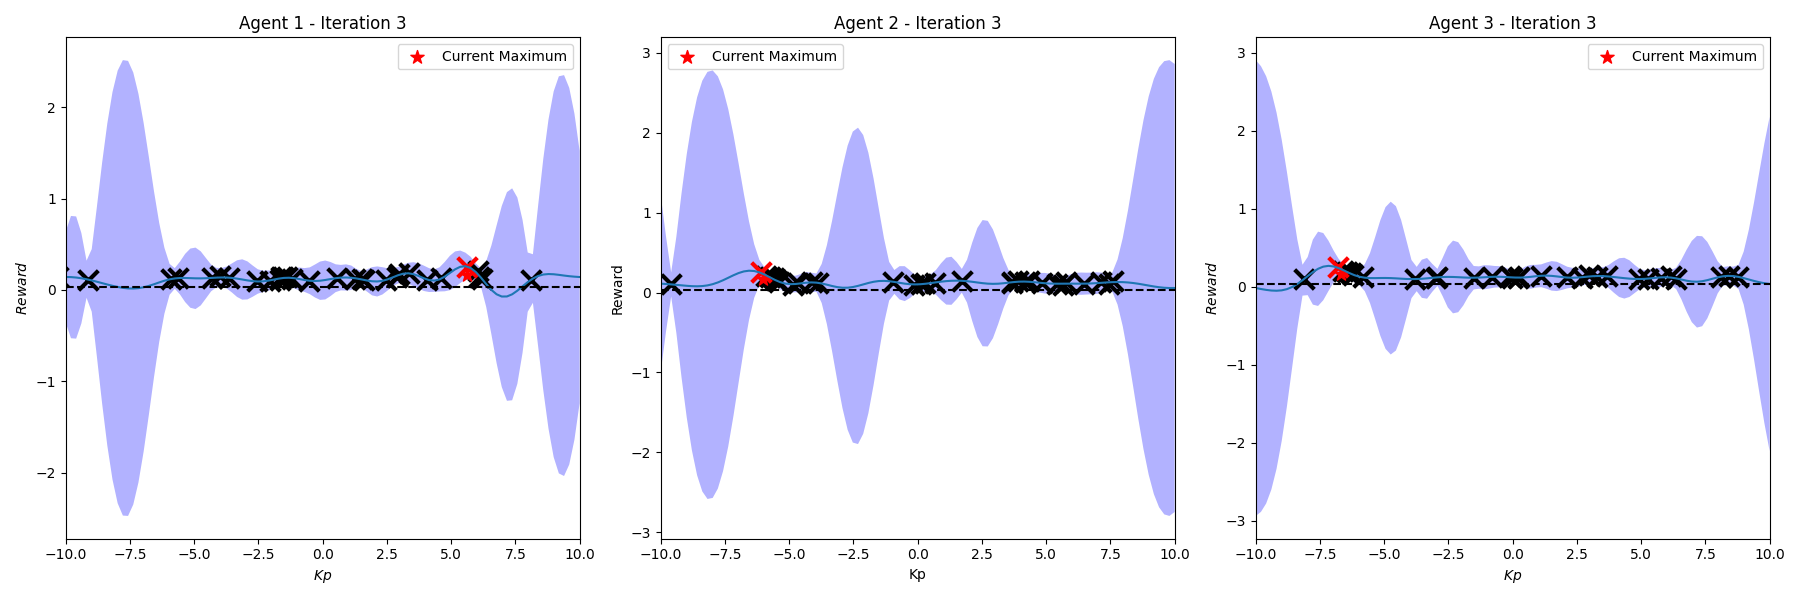 Agent 1 - Iteration 3
Current Maximum
2
1
0
−1
−2
Reward
−10.0 −7.5 −5.0 −2.5 0.0 2.5 5.0 7.5 10.0
Kp
Agent 2 - Iteration 3
Current Maximum
3
2
1
0
−1
−2
−3
Reward
−10.0 −7.5 −5.0 −2.5 0.0 2.5 5.0 7.5 10.0
Kp
Agent 3 - Iteration 3
Current Maximum
3
2
1
0
−1
−2
−3
Reward
−10.0 −7.5 −5.0 −2.5 0.0 2.5 5.0 7.5 10.0
Kp